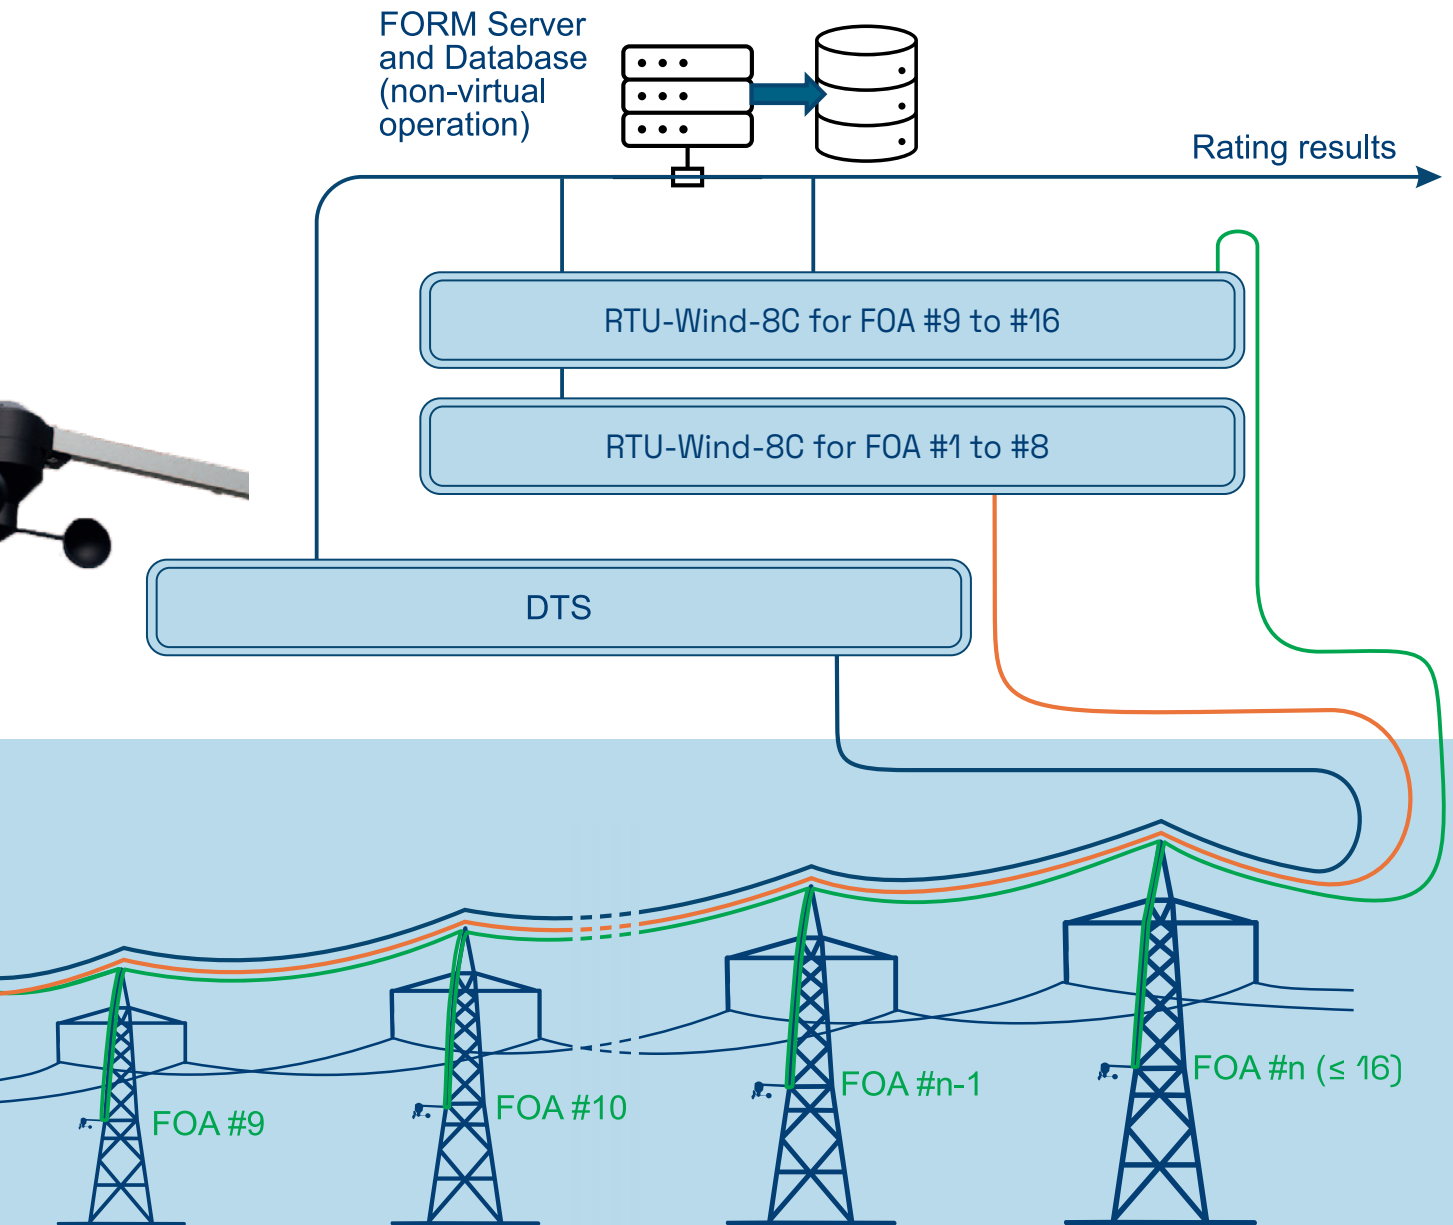 FORM Server
and Database
(non-virtual
operation)
Rating results
RTU-Wind-8C for FOA #9 to #16
RTU-Wind-8C for FOA #1 to #8
DTS
FOA #9
FOA #10
FOA #n-1
FOA #n (≤ 16)